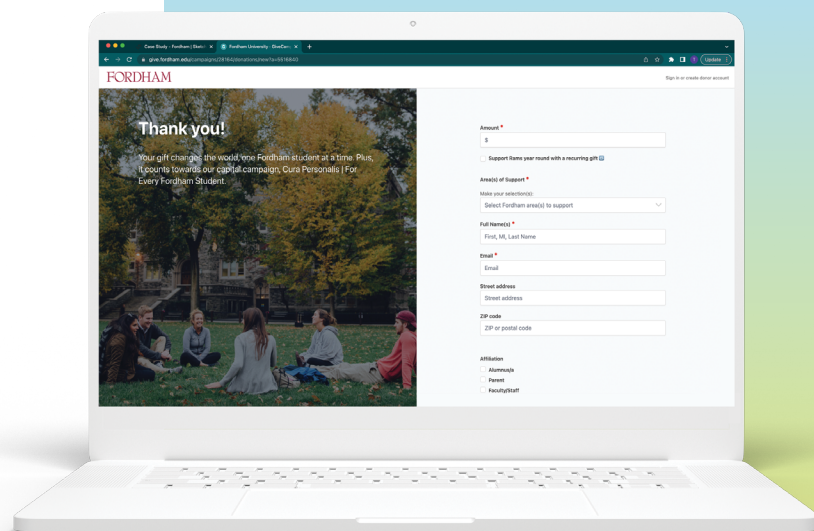 Case Study - Fordham | Sketch
Fordham University - GiveCam
give.fordham.edu/campaigns/28164/donations/new?a=6616840
Update
FORDHAM
Sign in or create donor account
Thank you!
Your gift changes the world, one Fordham student at a time. Plus,
it counts towards our capital campaign, Cura Personalis | For
Every Fordham Student.
Amount *
$
Support Rams year round with a recurring gift
Area(s) of Support *
Make your selection(s):
Select Fordham area(s) to support
Full Name(s) *
First, MI, Last Name
Email *
Email
Street address
Street address
ZIP code
ZIP or postal code
Affiliation
Alumnus/a
Parent
Faculty/Staff